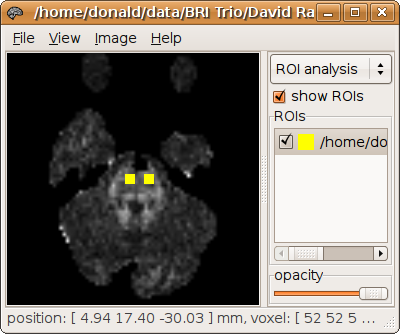 /home/donald/data/BRI Trio/David Ra
File View Image Help
ROI analysis
show ROIs
ROIs
/home/do
opacity
position: [ 4.94 17.40 -30.03 ] mm, voxel: [ 52 52 5 ...